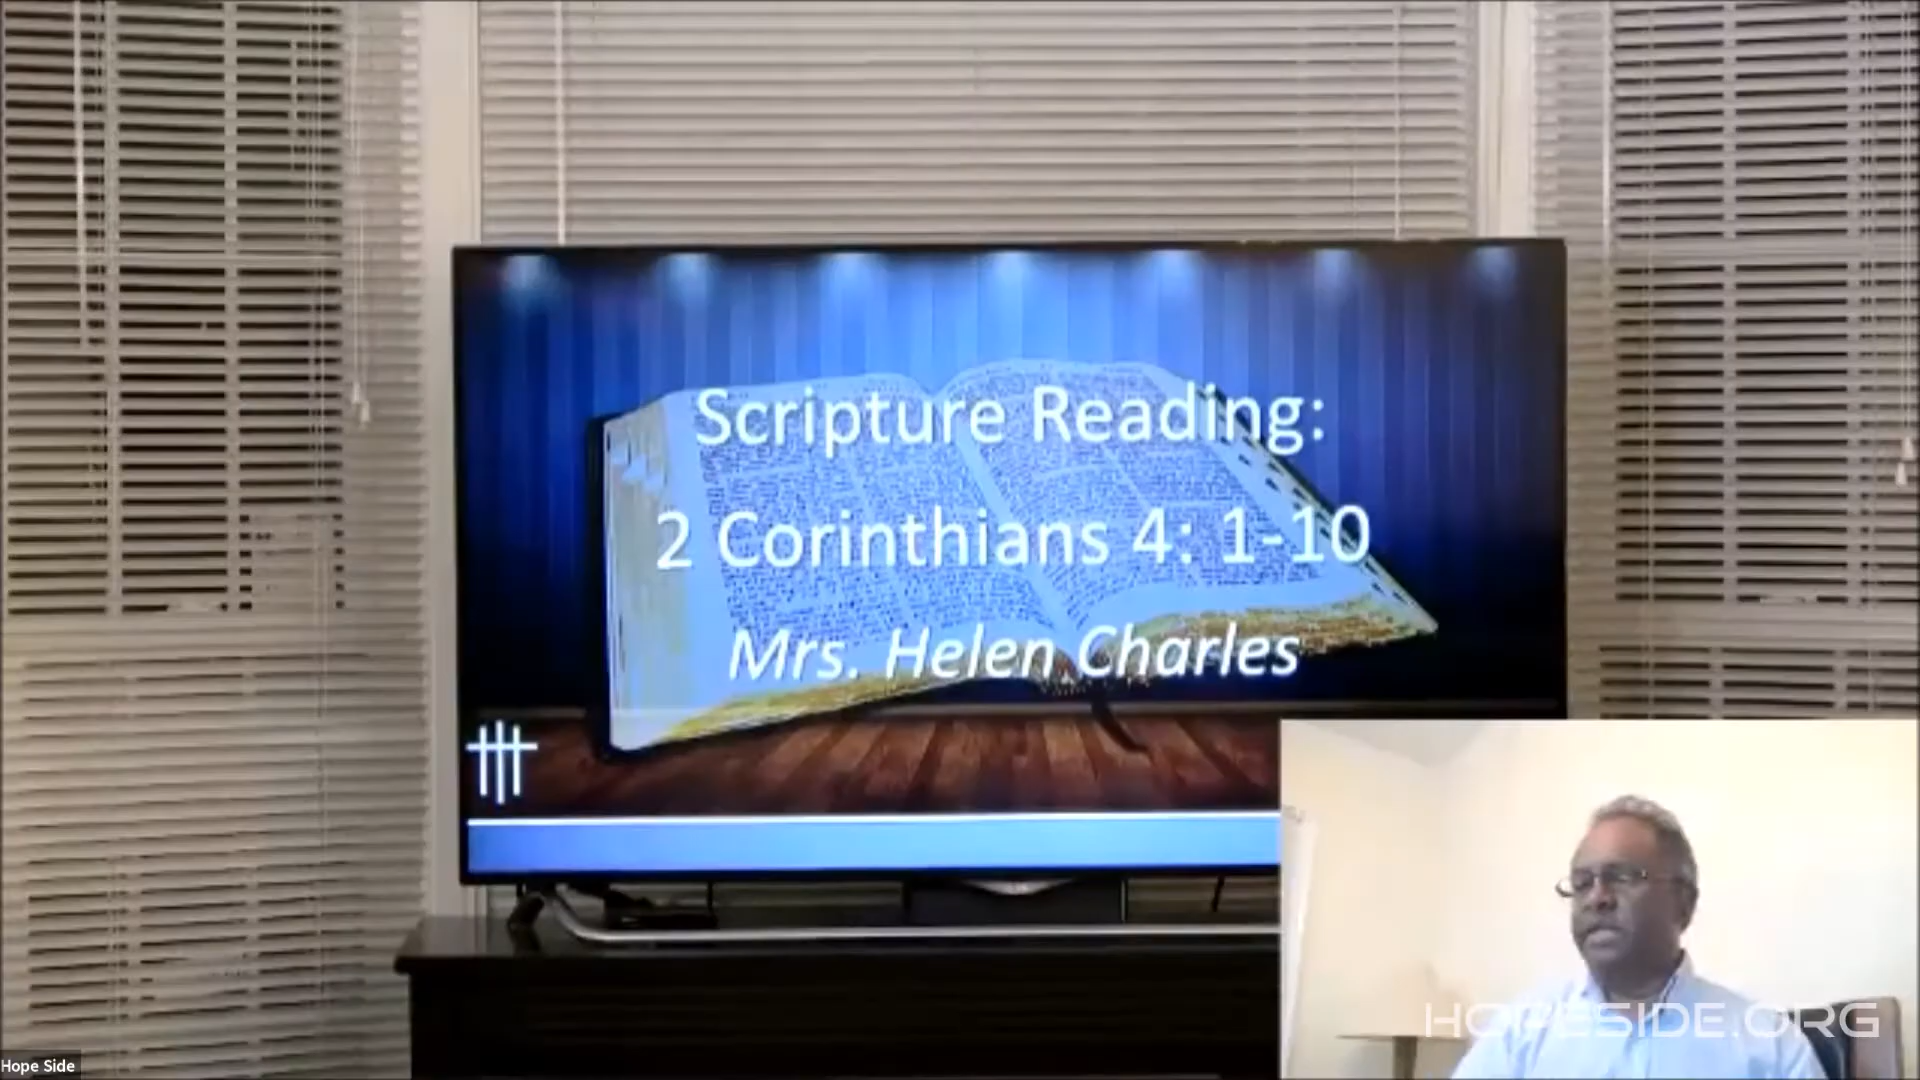 Scripture Reading:
2 Corinthians 4: 1-10
Mrs. Helen Charles
HOPESIDE.ORG
Hope Side